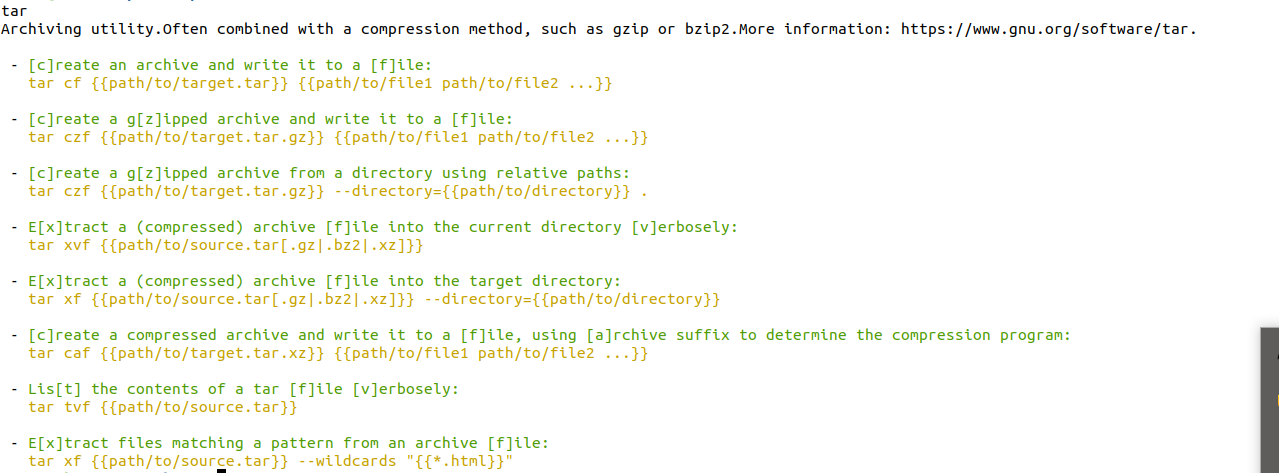 tar
Archiving utility.Often combined with a compression method, such as gzip or bzip2.More information: https://www.gnu.org/software/tar.
- [c]reate an archive and write it to a [f]ile:
tar cf {{path/to/target.tar}} {{path/to/file1 path/to/file2 ...}}
- [c]reate a g[z]ipped archive and write it to a [f]ile:
tar czf {{path/to/target.tar.gz}} {{path/to/file1 path/to/file2 ...}}
- [c]reate a g[z]ipped archive from a directory using relative paths:
tar czf {{path/to/target.tar.gz}} --directory={{path/to/directory}} .
- E[x]tract a (compressed) archive [f]ile into the current directory [v]erbosely:
tar xvf {{path/to/source.tar[.gz|.bz2|.xz]}}
- E[x]tract a (compressed) archive [f]ile into the target directory:
tar xf {{path/to/source.tar[.gz|.bz2|.xz]}} --directory={{path/to/directory}}
- [c]reate a compressed archive and write it to a [f]ile, using [a]rchive suffix to determine the compression program:
tar caf {{path/to/target.tar.xz}} {{path/to/file1 path/to/file2 ...}}
- Lis[t] the contents of a tar [f]ile [v]erbosely:
tar tvf {{path/to/source.tar}}
- E[x]tract files matching a pattern from an archive [f]ile:
tar xf {{path/to/source.tar}} --wildcards "{{*.html}}"